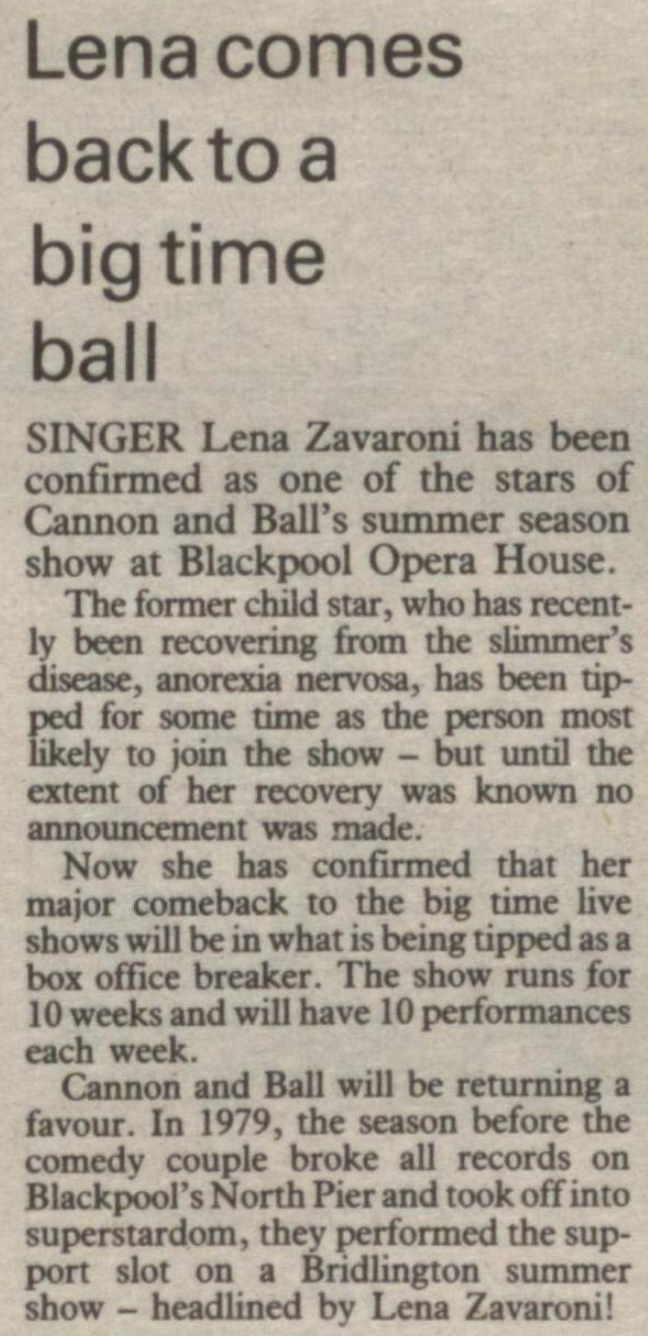 Lena comes
back to a
big time
ball
SINGER Lena Zavaroni has been
confirmed as one of the stars of
Cannon and Ball's summer season
show at Blackpool Opera House.
The former child star, who has recent-
ly been recovering from the slimmer's
disease, anorexia nervosa, has been tip-
ped for some time as the person most
likely to join the show – but until the
extent of her recovery was known no
announcement was made.
Now she has confirmed that her
major comeback to the big time live
shows will be in what is being tipped as a
box office breaker. The show runs for
10 weeks and will have 10 performances
each week.
Cannon and Ball will be returning a
favour. In 1979, the season before the
comedy couple broke all records on
Blackpool's North Pier and took off into
superstardom, they performed the sup-
port slot on a Bridlington summer
show – headlined by Lena Zavaroni!